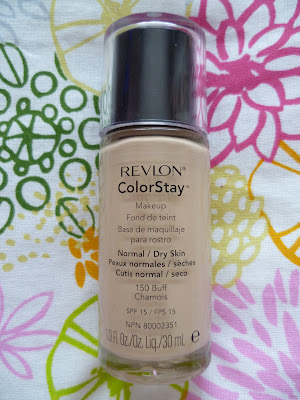 REVLON®
ColorStay™
Makeup
Fond de teint
Base de maquillaje
para rostro
Normal / Dry Skin
Peaux normales / sèches
Cutis normal / seco
150 Buff
Chamois
SPF 15 / FPS 15
NPN 80002351
1.0 Fl. Oz./Oz. Liq./30 mL ℮